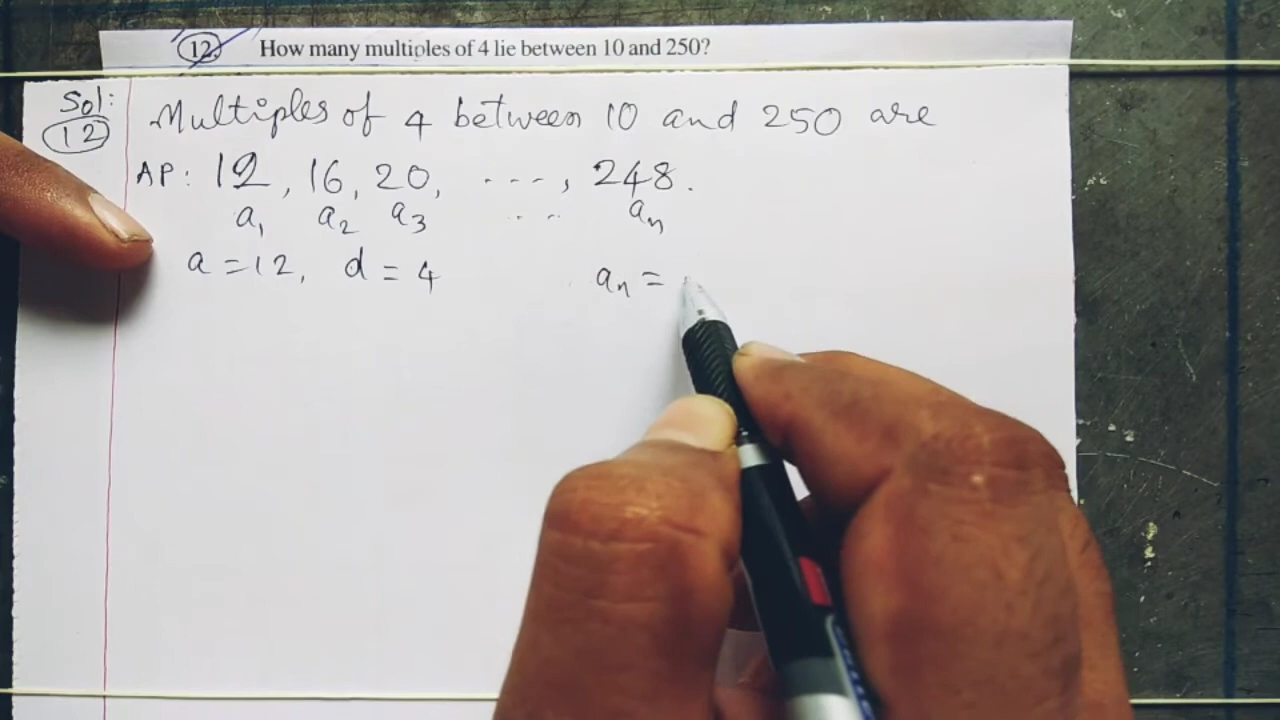 12. How many multiples of 4 lie between 10 and 250?
Sol:
12
Multiples of 4 between 10 and 250 are
AP: 12, 16, 20, ---, 248.
a1 a2 a3 .. .. an
a = 12, d = 4 an =